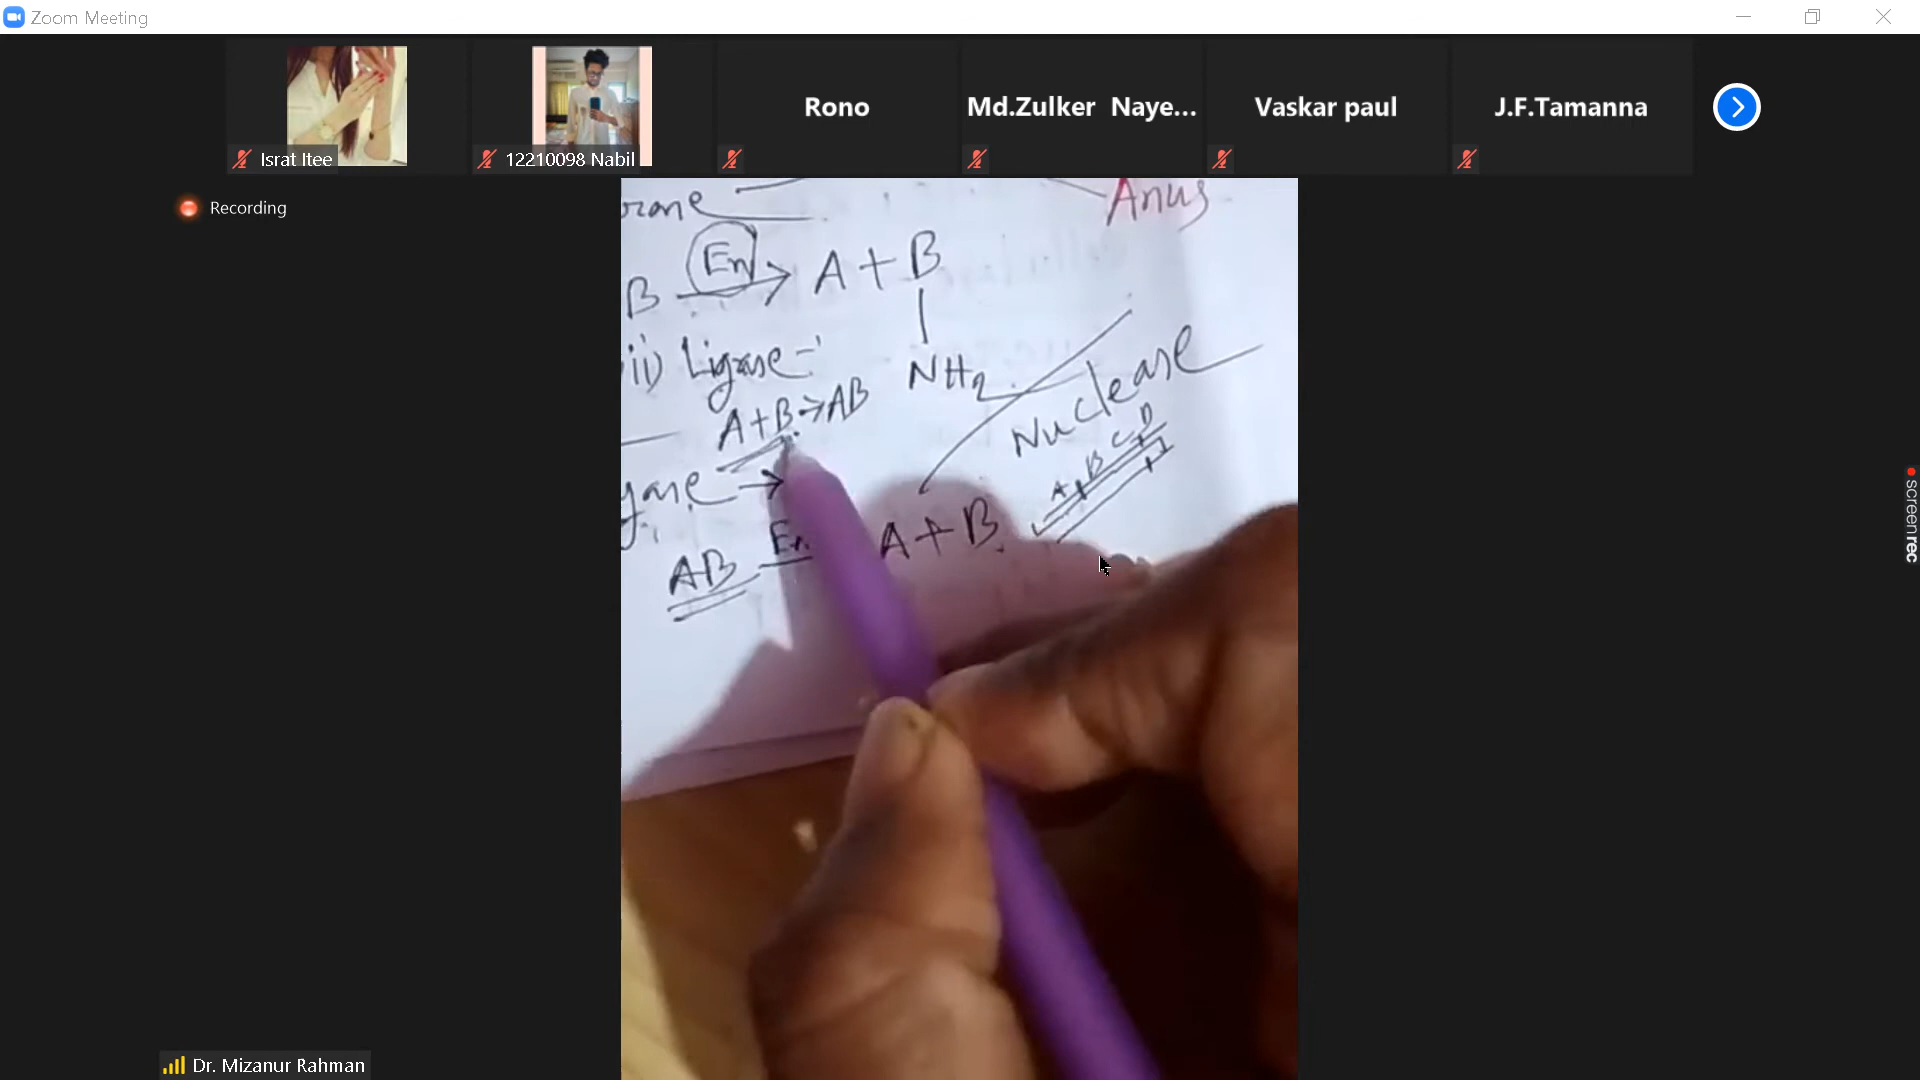 Zoom Meeting
Israt Itee
12210098 Nabil
Rono
Md.Zulker Naye...
Vaskar paul
J.F.Tamanna
Recording
Anus
B En → A + B
NH2
ii) Ligase -
A+B → AB
Nuclease
A B C D
→
AB En A + B
Dr. Mizanur Rahman
screenrec